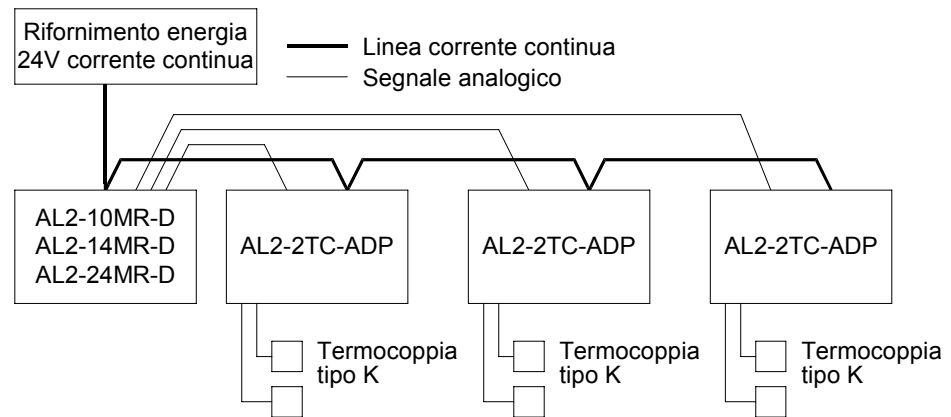 Rifornimento energia
24V corrente continua
Linea corrente continua
Segnale analogico
AL2-10MR-D
AL2-14MR-D
AL2-24MR-D
AL2-2TC-ADP
AL2-2TC-ADP
AL2-2TC-ADP
Termocoppia
tipo K
Termocoppia
tipo K
Termocoppia
tipo K